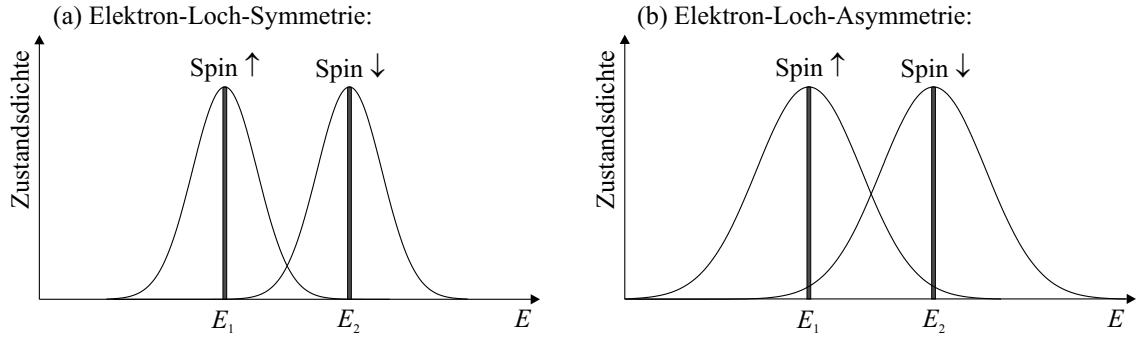 (a) Elektron-Loch-Symmetrie:
Zustandsdichte
Spin ↑
Spin ↓
E₁
E₂
E
(b) Elektron-Loch-Asymmetrie:
Zustandsdichte
Spin ↑
Spin ↓
E₁
E₂
E